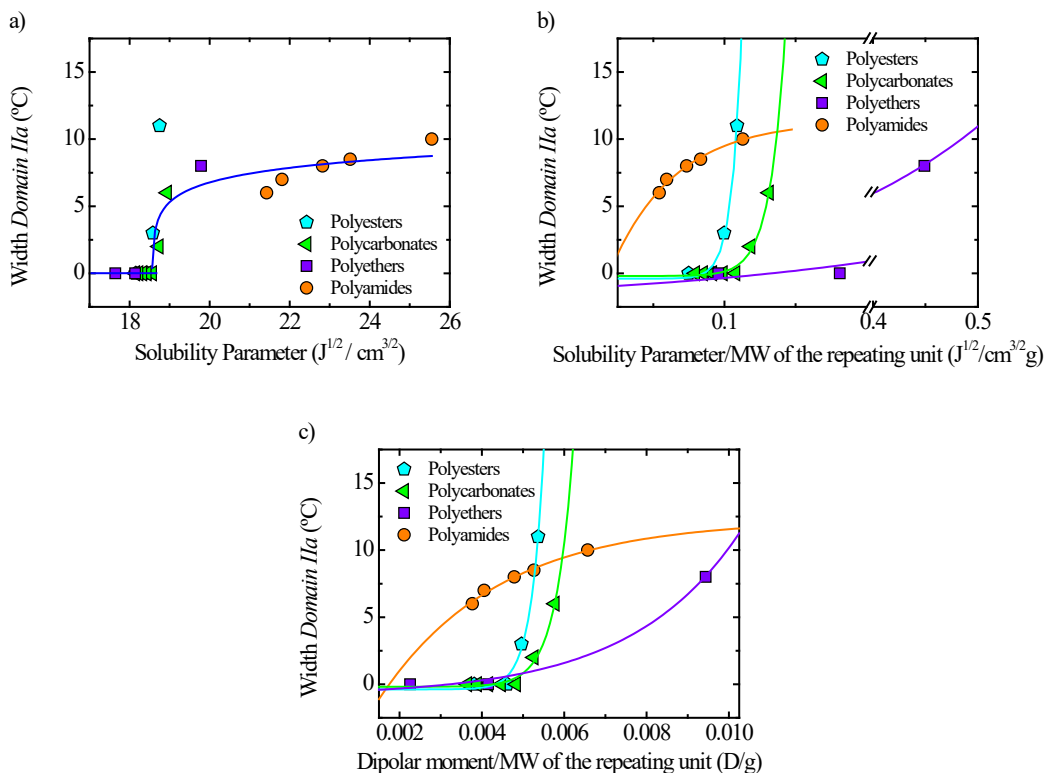 a)
Width Domain IIa (ºC)
15
10
5
0
18 20 22 24 26
Polyesters
Polycarbonates
Polyethers
Polyamides
Solubility Parameter (J1/2 / cm3/2)
b)
Width Domain IIa (ºC)
15
10
5
0
0.1 0.4 0.5
Polyesters
Polycarbonates
Polyethers
Polyamides
Solubility Parameter/MW of the repeating unit (J1/2/cm3/2g)
c)
Width Domain IIa (ºC)
15
10
5
0
0.002 0.004 0.006 0.008 0.010
Polyesters
Polycarbonates
Polyethers
Polyamides
Dipolar moment/MW of the repeating unit (D/g)